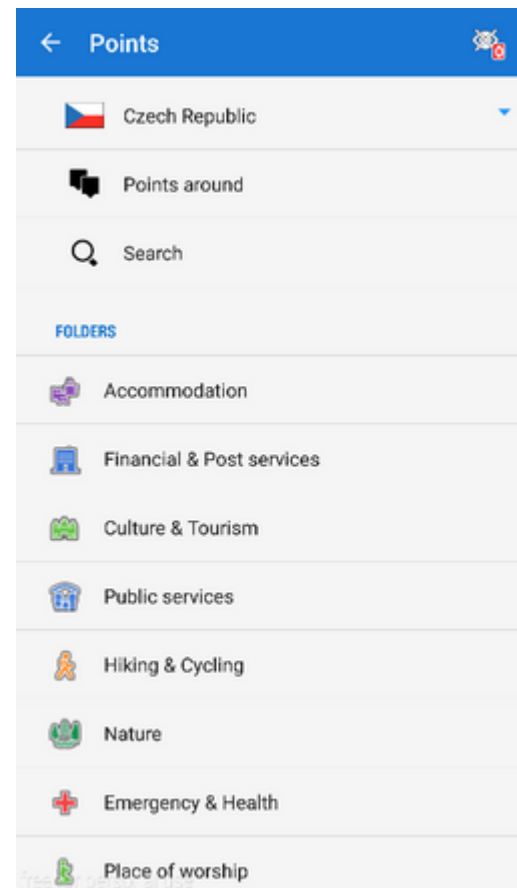 Points
Czech Republic
Points around
Search
FOLDERS
Accommodation
Financial & Post services
Culture & Tourism
Public services
Hiking & Cycling
Nature
Emergency & Health
Place of worship